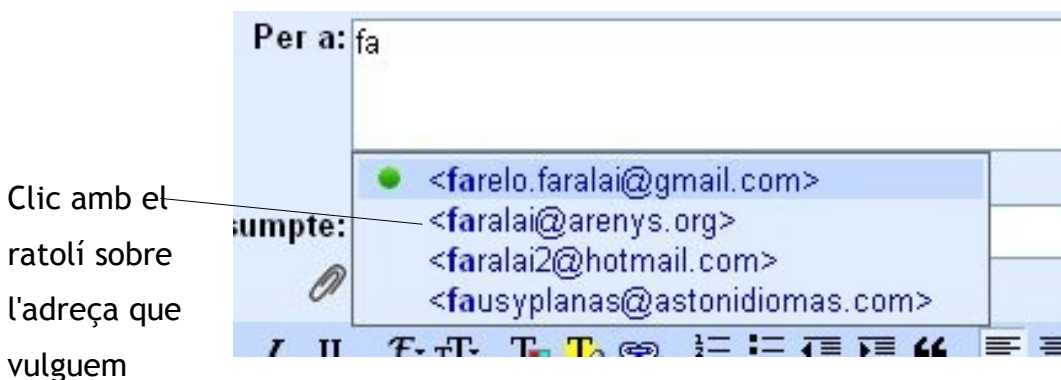 Per a: fa
<farelo.faralai@gmail.com>
Clic amb el
sumpte: <faralai@arenys.org>
ratolí sobre
<faralai2@hotmail.com>
l'adreça que
<fausyplanas@astonidiomas.com>
vulguem